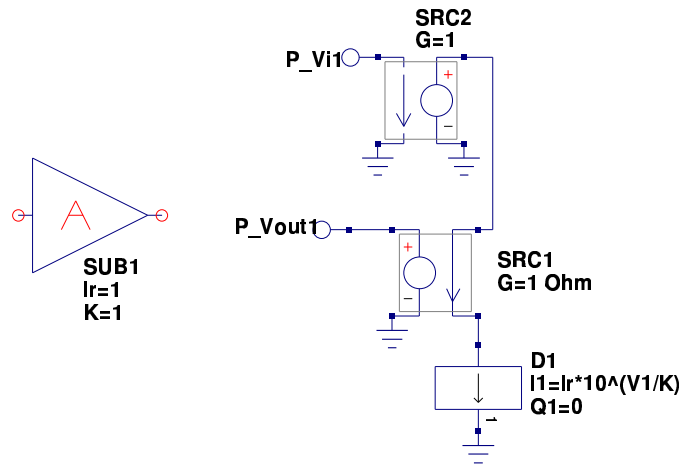 SRC2
G=1
P_Vi1
+
−
A
SUB1
Ir=1
K=1
P_Vout1
+
−
SRC1
G=1 Ohm
D1
I1=Ir*10^(V1/K)
Q1=0
1